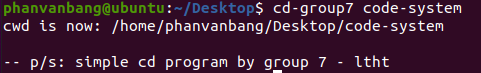 phanvanbang@ubuntu:~/Desktop$ cd-group7 code-system
cwd is now: /home/phanvanbang/Desktop/code-system
-- p/s: simple cd program by group 7 - ltht